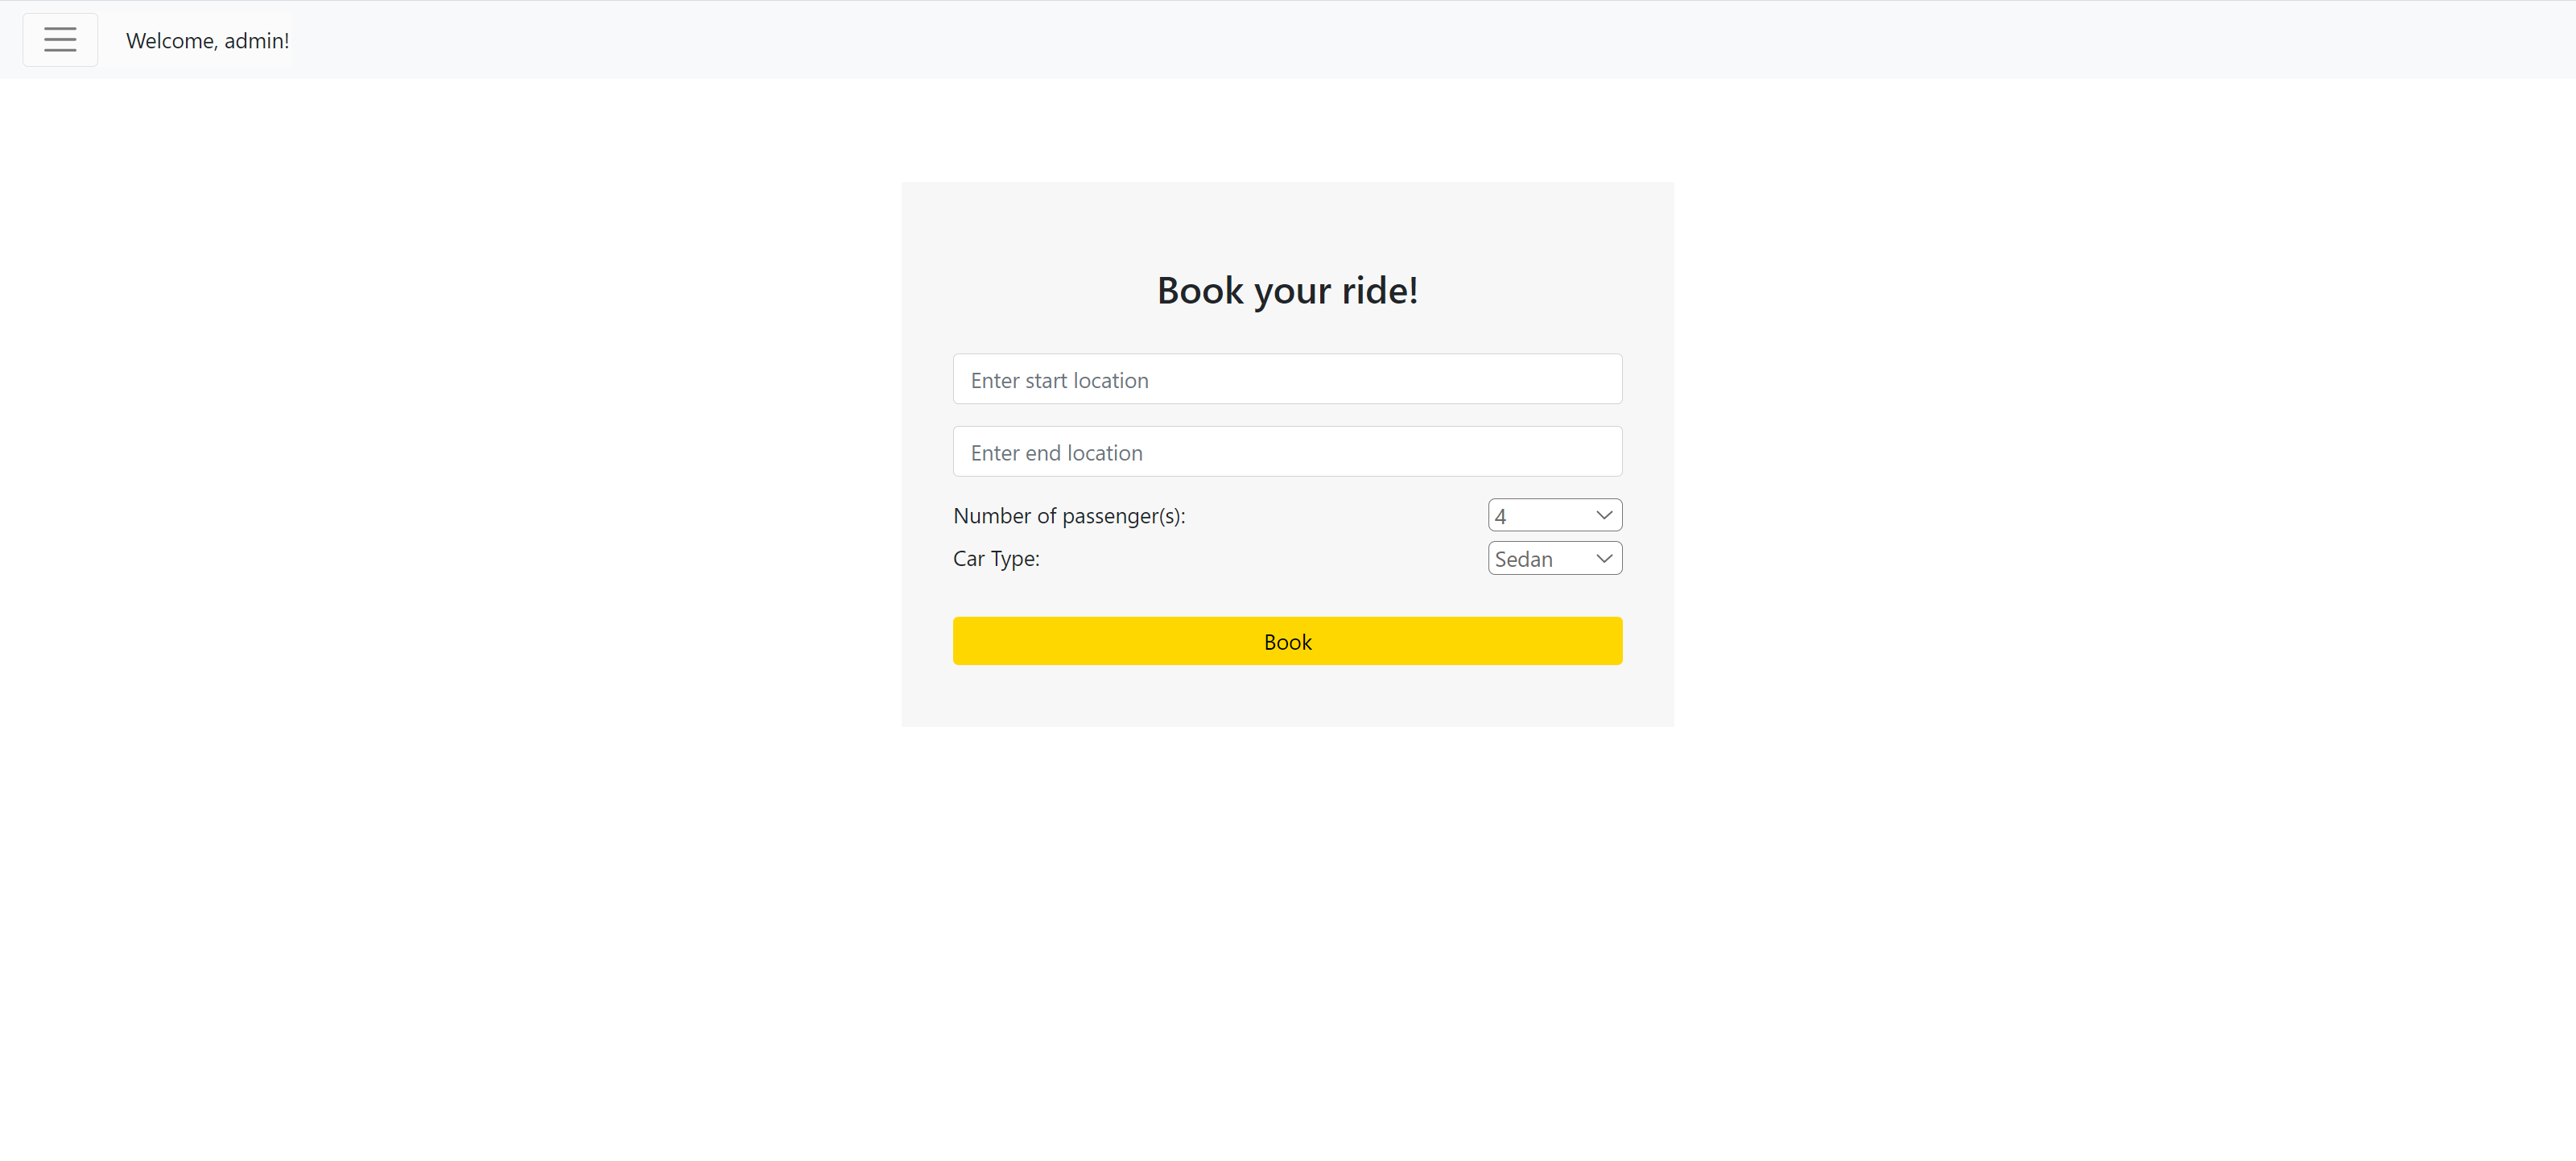 Welcome, admin!
Book your ride!
Enter start location
Enter end location
Number of passenger(s): 4
Car Type: Sedan
Book